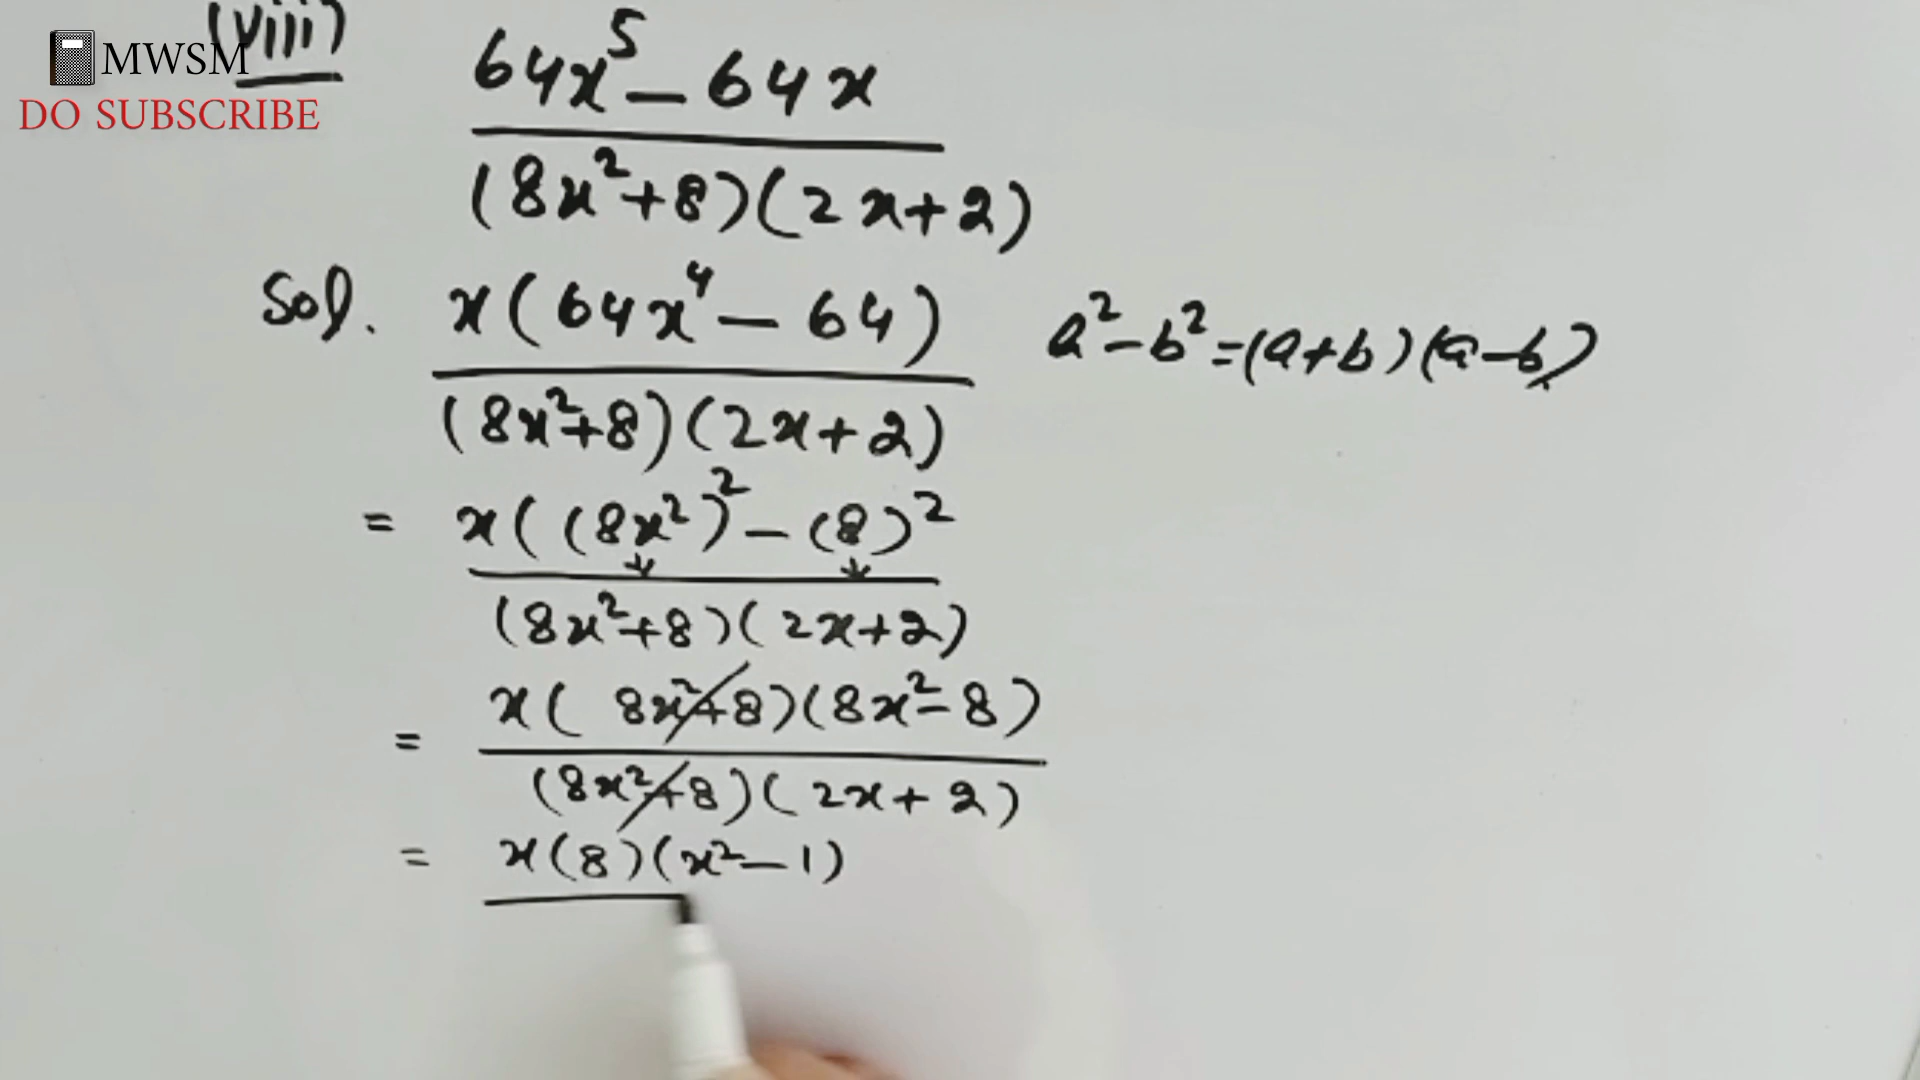 (viii)
MWSM
DO SUBSCRIBE
64x⁵ - 64x
(8x²+8)(2x+2)
Sol. x(64x⁴ - 64)
(8x²+8)(2x+2)
a²-b²=(a+b)(a-b)
= x((8x²)² - (8)²
(8x²+8)(2x+2)
= x( 8x²+8)(8x²-8)
(8x²+8)(2x+2)
= x(8)(x²-1)